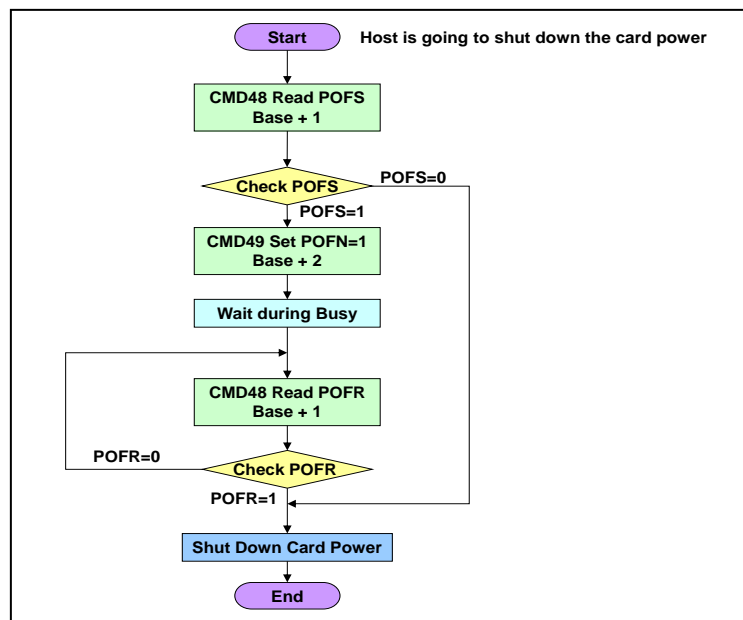 Start
Host is going to shut down the card power
CMD48 Read POFS
Base + 1
Check POFS
POFS=0
POFS=1
CMD49 Set POFN=1
Base + 2
Wait during Busy
CMD48 Read POFR
Base + 1
POFR=0
Check POFR
POFR=1
Shut Down Card Power
End